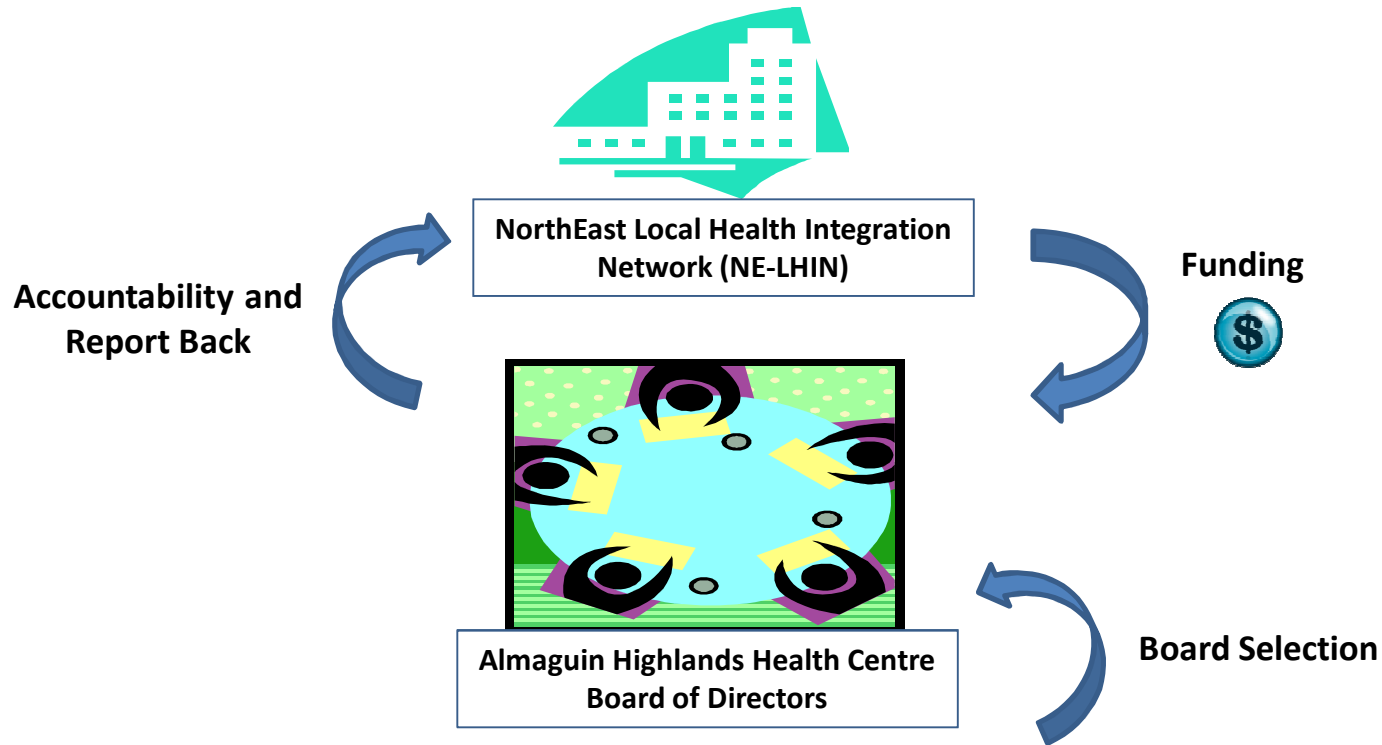 NorthEast Local Health Integration
Network (NE-LHIN)
Accountability and
Report Back
Funding
$
Almaguin Highlands Health Centre
Board of Directors
Board Selection